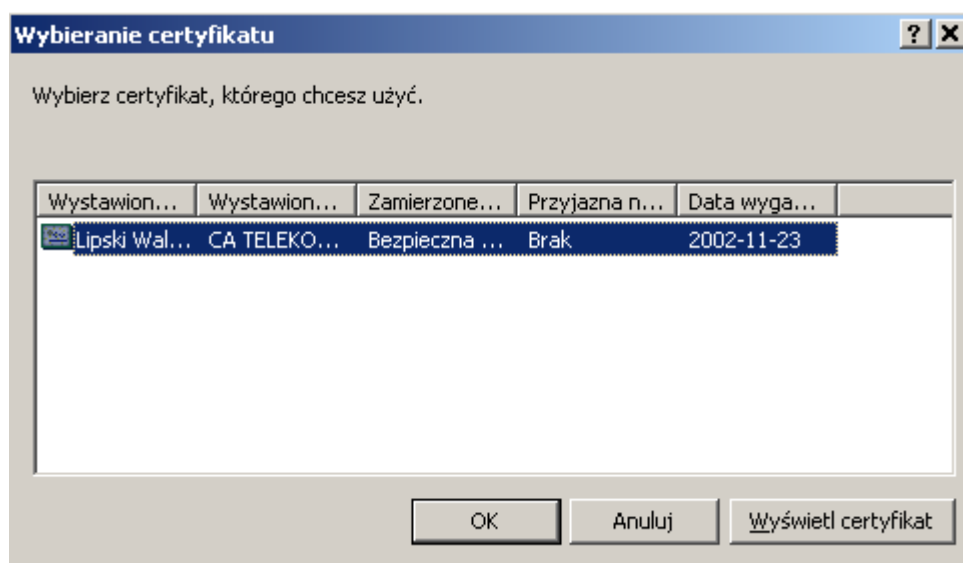 Wybieranie certyfikatu
Wybierz certyfikat, którego chcesz użyć.
Wystawion... Wystawion... Zamierzone... Przyjazna n... Data wyga...
Lipski Wal... CA TELEKO... Bezpieczna ... Brak 2002-11-23
OK Anuluj Wyświetl certyfikat